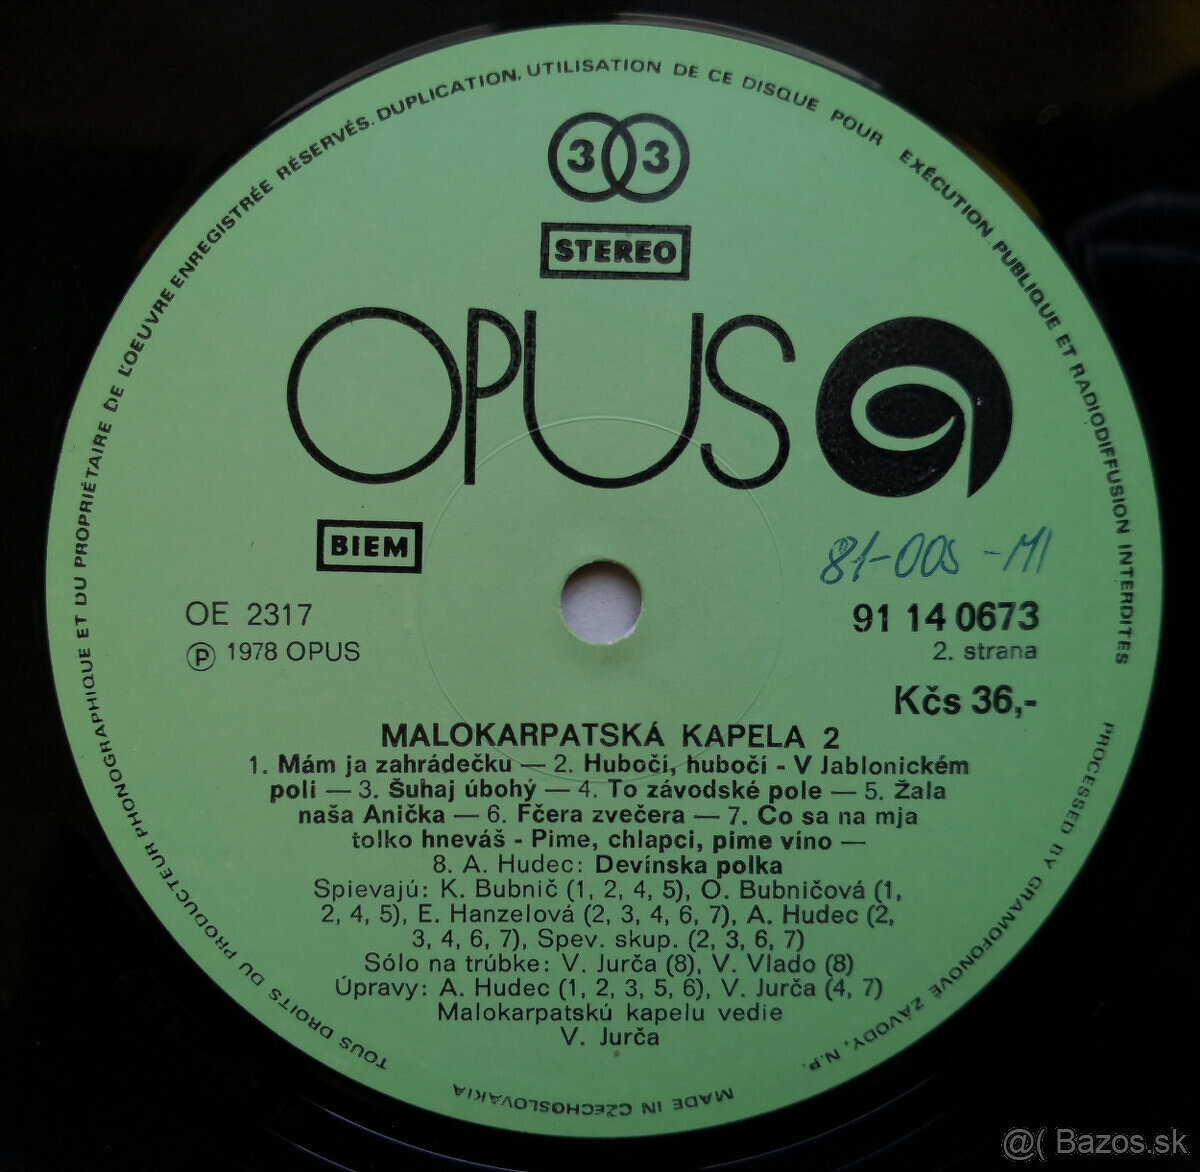 TOUS DROITS DU PRODUCTEUR PHONOGRAPHIQUE ET DU PROPRIÉTAIRE DE L'OEUVRE ENREGISTRÉE RÉSERVÉS. DUPLICATION, UTILISATION DE CE DISQUE POUR EXÉCUTION PUBLIQUE ET RADIODIFFUSION INTERDITES
33
STEREO
OPUS
BIEM
81-005 -M1
OE 2317
91 14 0673
Ⓟ 1978 OPUS
2. strana
Kčs 36,-
MALOKARPATSKÁ KAPELA 2
1. Mám ja zahrádečku — 2. Hubočí, hubočí - V Jablonickém
poli — 3. Šuhaj úbohý — 4. To závodské pole — 5. Žala
naša Anička — 6. Fčera zvečera — 7. Co sa na mja
tolko hneváš - Pime, chlapci, pime víno —
8. A. Hudec: Devínska polka
Spievajú: K. Bubnič (1, 2, 4, 5), O. Bubničová (1,
2, 4, 5), E. Hanzelová (2, 3, 4, 6, 7), A. Hudec (2,
3, 4, 6, 7), Spev. skup. (2, 3, 6, 7)
Sólo na trúbke: V. Jurča (8), V. Vlado (8)
Úpravy: A. Hudec (1, 2, 3, 5, 6), V. Jurča (4, 7)
Malokarpatskú kapelu vedie
V. Jurča
PROCESSED BY GRAMOFONOVÉ ZÁVODY, N.P.
MADE IN CZECHOSLOVAKIA
@( Bazos.sk